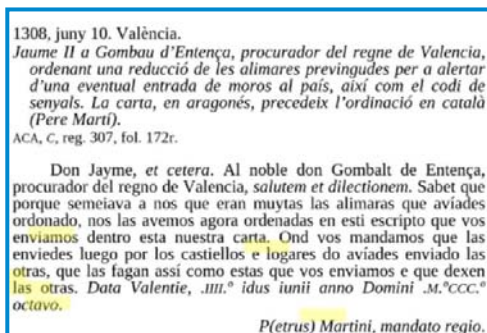 1308, juny 10. València.
Jaume II a Gombau d'Entença, procurador del regne de Valencia,
ordenant una reducció de les alimares previngudes per a alertar
d'una eventual entrada de moros al país, així com el codi de
senyals. La carta, en aragonés, precedeix l'ordinació en català
(Pere Martí).
ACA, C, reg. 307, fol. 172r.
Don Jayme, et cetera. Al noble don Gombalt de Entença,
procurador del regno de Valencia, salutem et dilectionem. Sabet que
porque semeiava a nos que eran muytas las alimaras que avíades
ordonado, nos las avemos agora ordenadas en esti escripto que vos
enviamos dentro esta nuestra carta. Ond vos mandamos que las
enviedes luego por los castiellos e logares do avíades enviado las
otras, que las fagan assí como estas que vos enviamos e que dexen
las otras. Data Valentie, .IIII.º idus iunii anno Domini .M.ºCCC.º
octavo.
P(etrus) Martini, mandato regio.